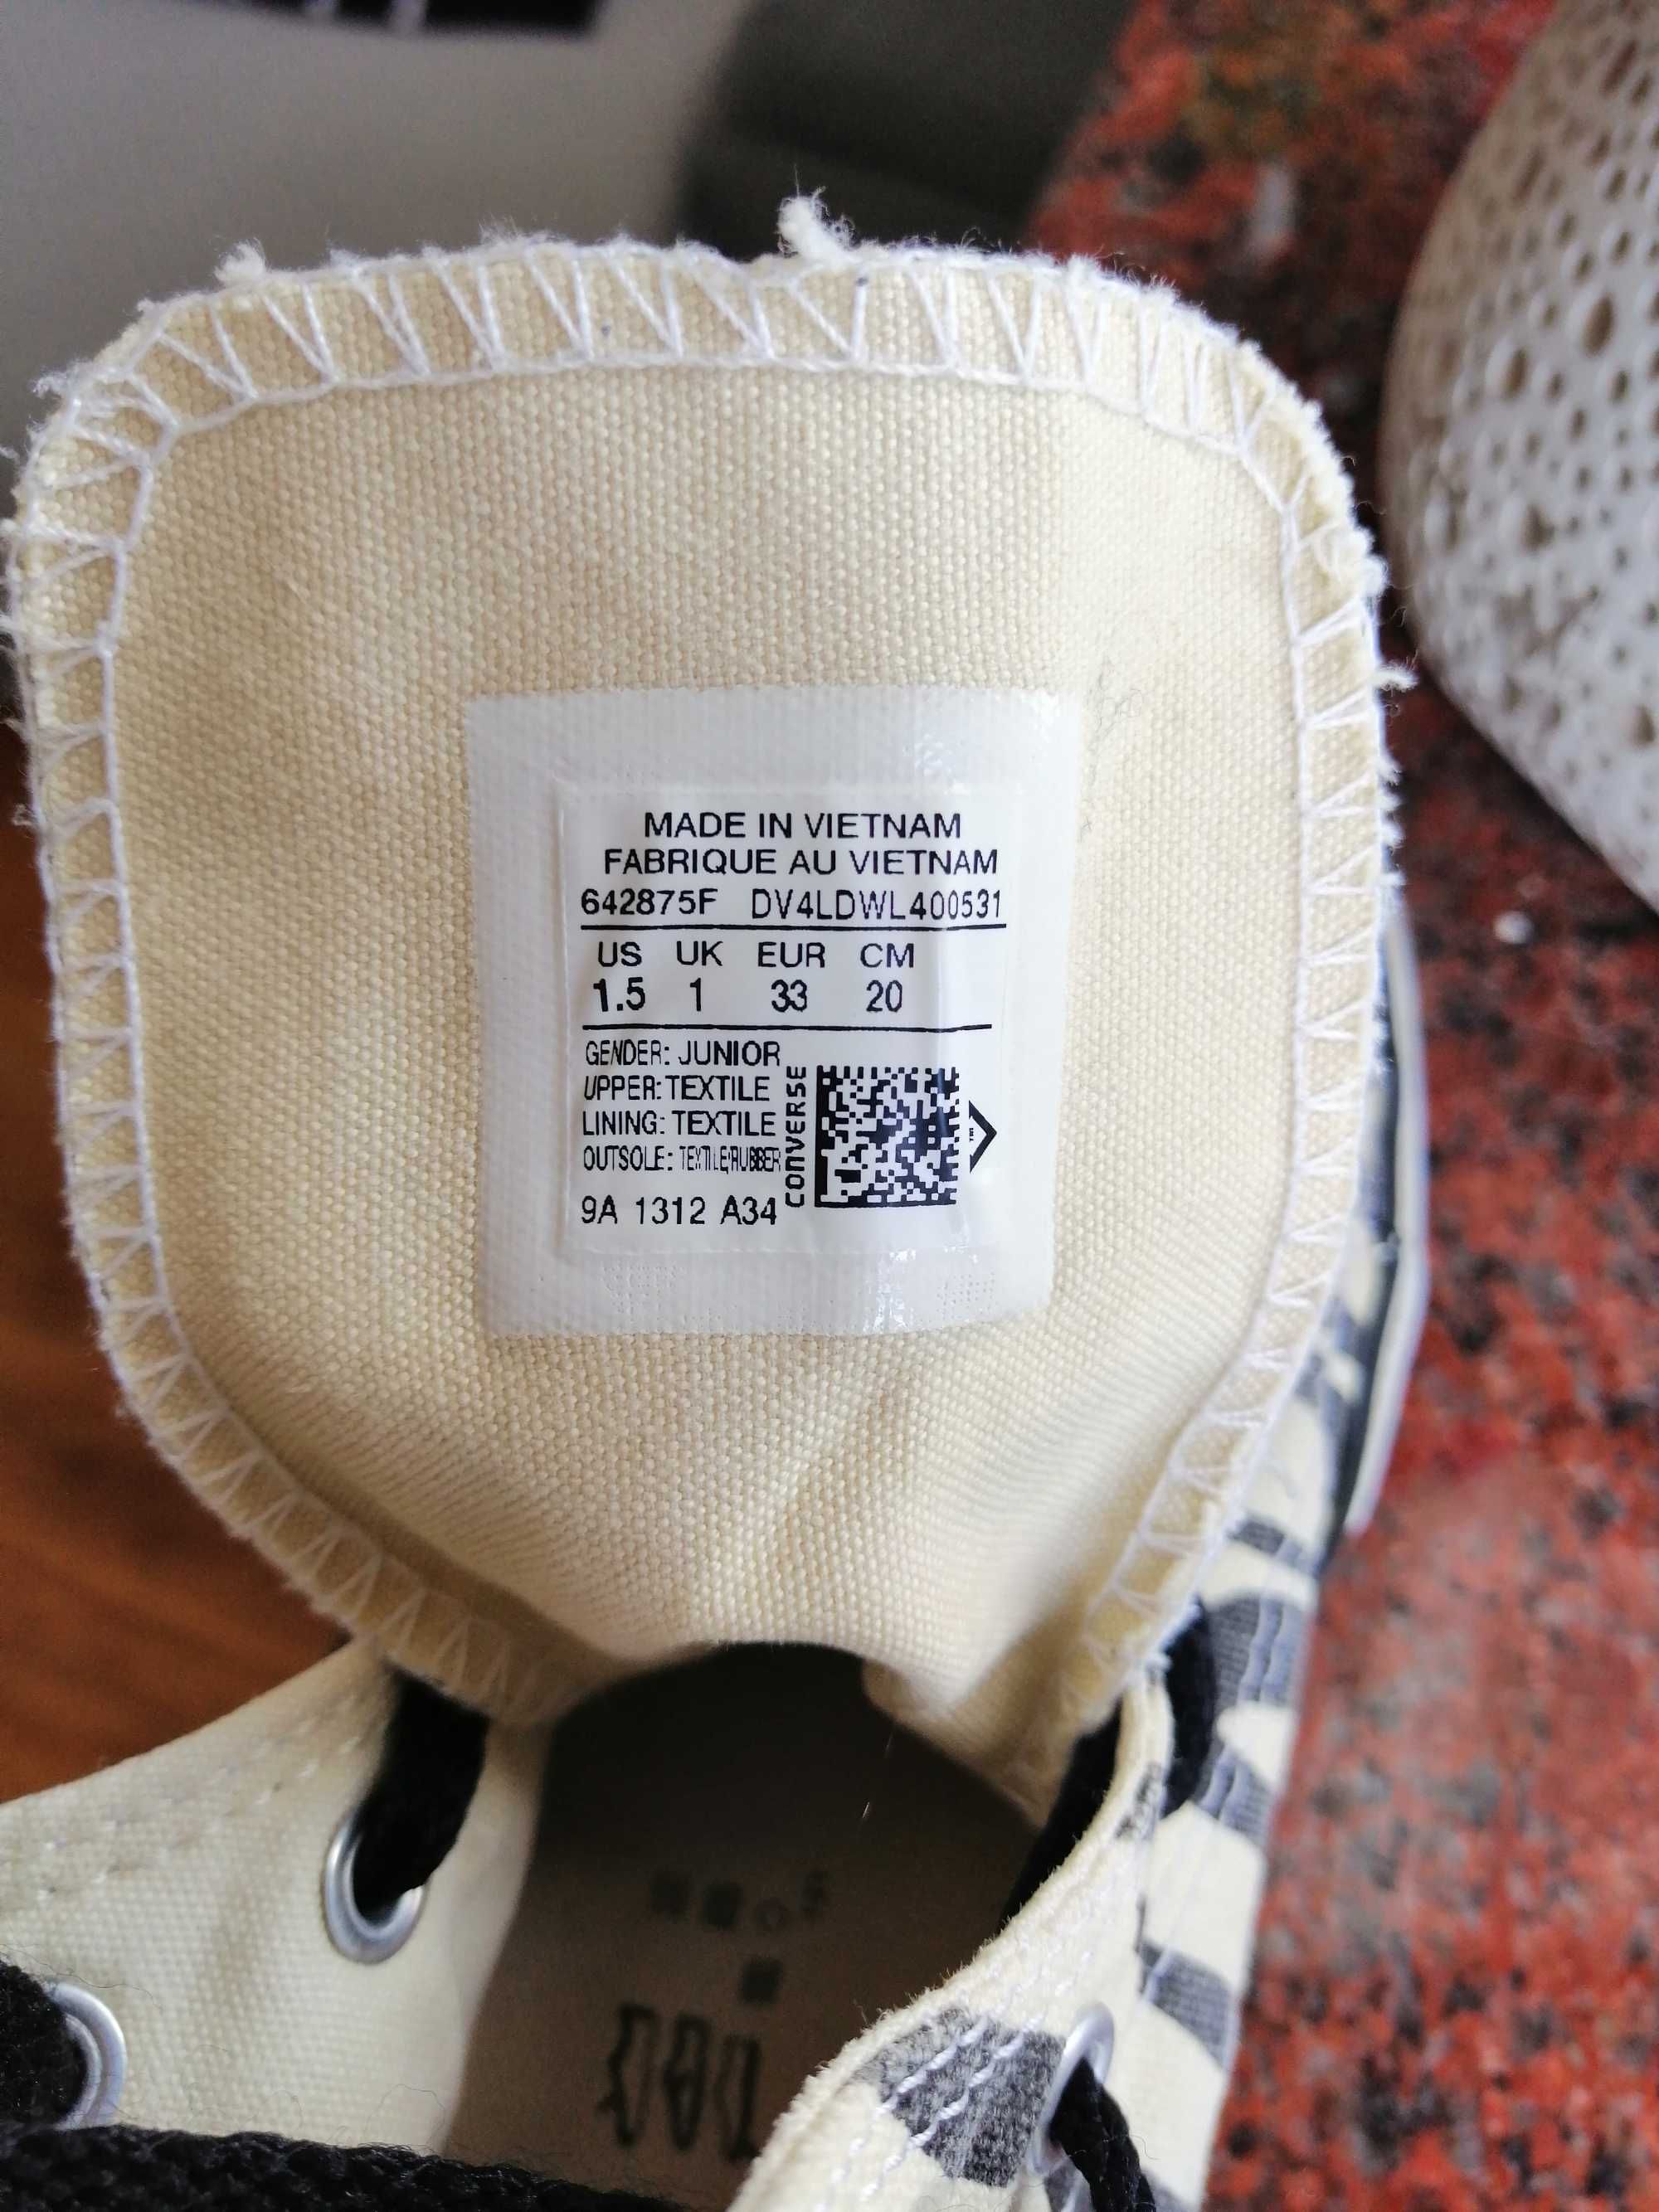 MADE IN VIETNAM
FABRIQUE AU VIETNAM
642875F DV4LDWL400531
US UK EUR CM
1.5 1 33 20
GENDER: JUNIOR
UPPER: TEXTILE
LINING: TEXTILE
OUTSOLE: TEXTILE/RUBBER
9A 1312 A34
CONVERSE